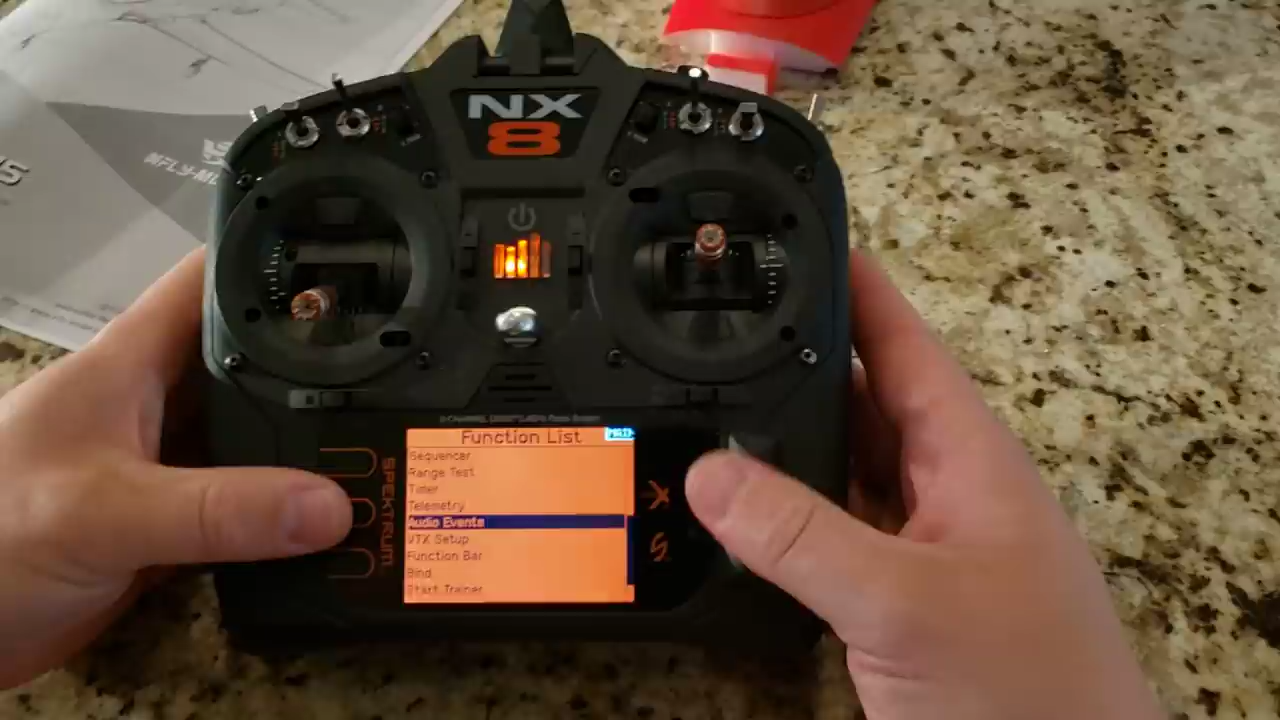 NX
8
SPEKTRUM
Function List
MAIN
Sequencer
Range Test
Timer
Telemetry
Audio Events
VTX Setup
Function Bar
Bind
Start Trainer